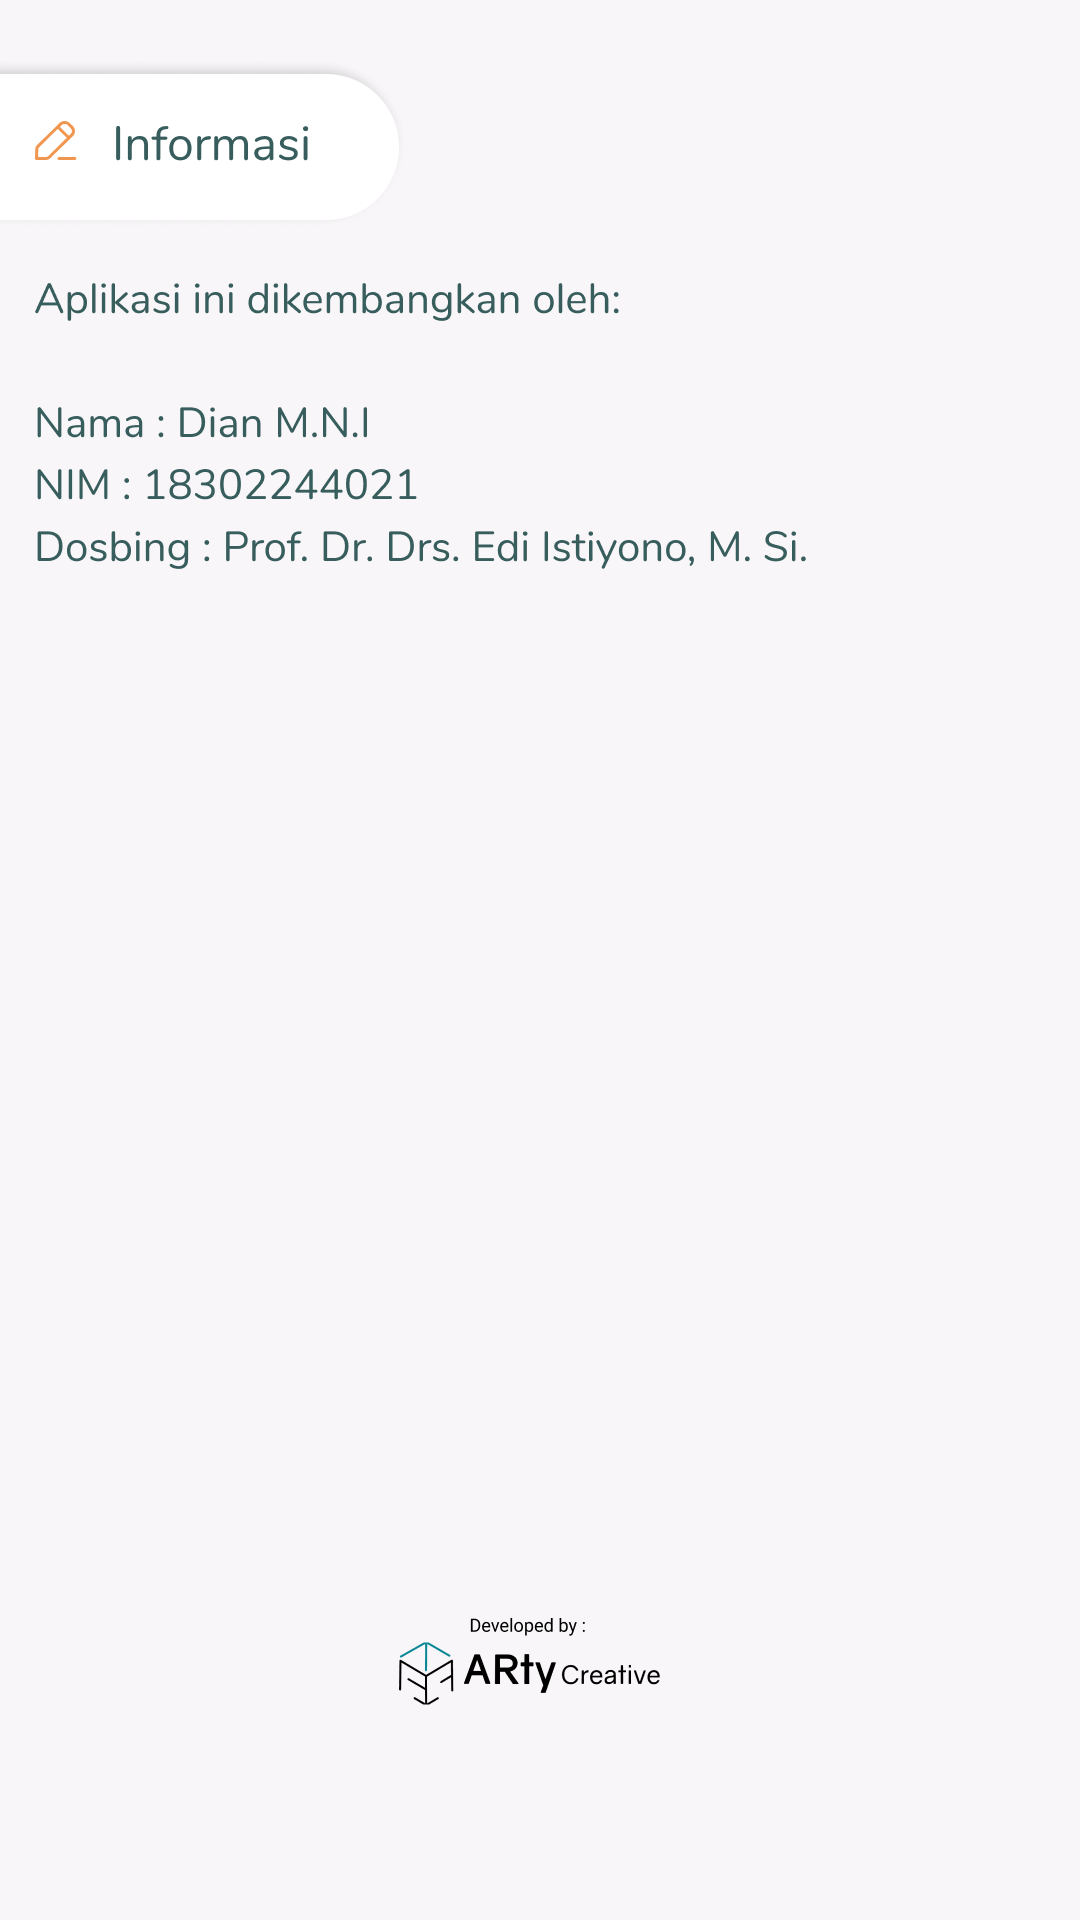 Informasi
Aplikasi ini dikembangkan oleh:
Nama : Dian M.N.I
NIM : 18302244021
Dosbing : Prof. Dr. Drs. Edi Istiyono, M. Si.
Developed by :
ARty Creative